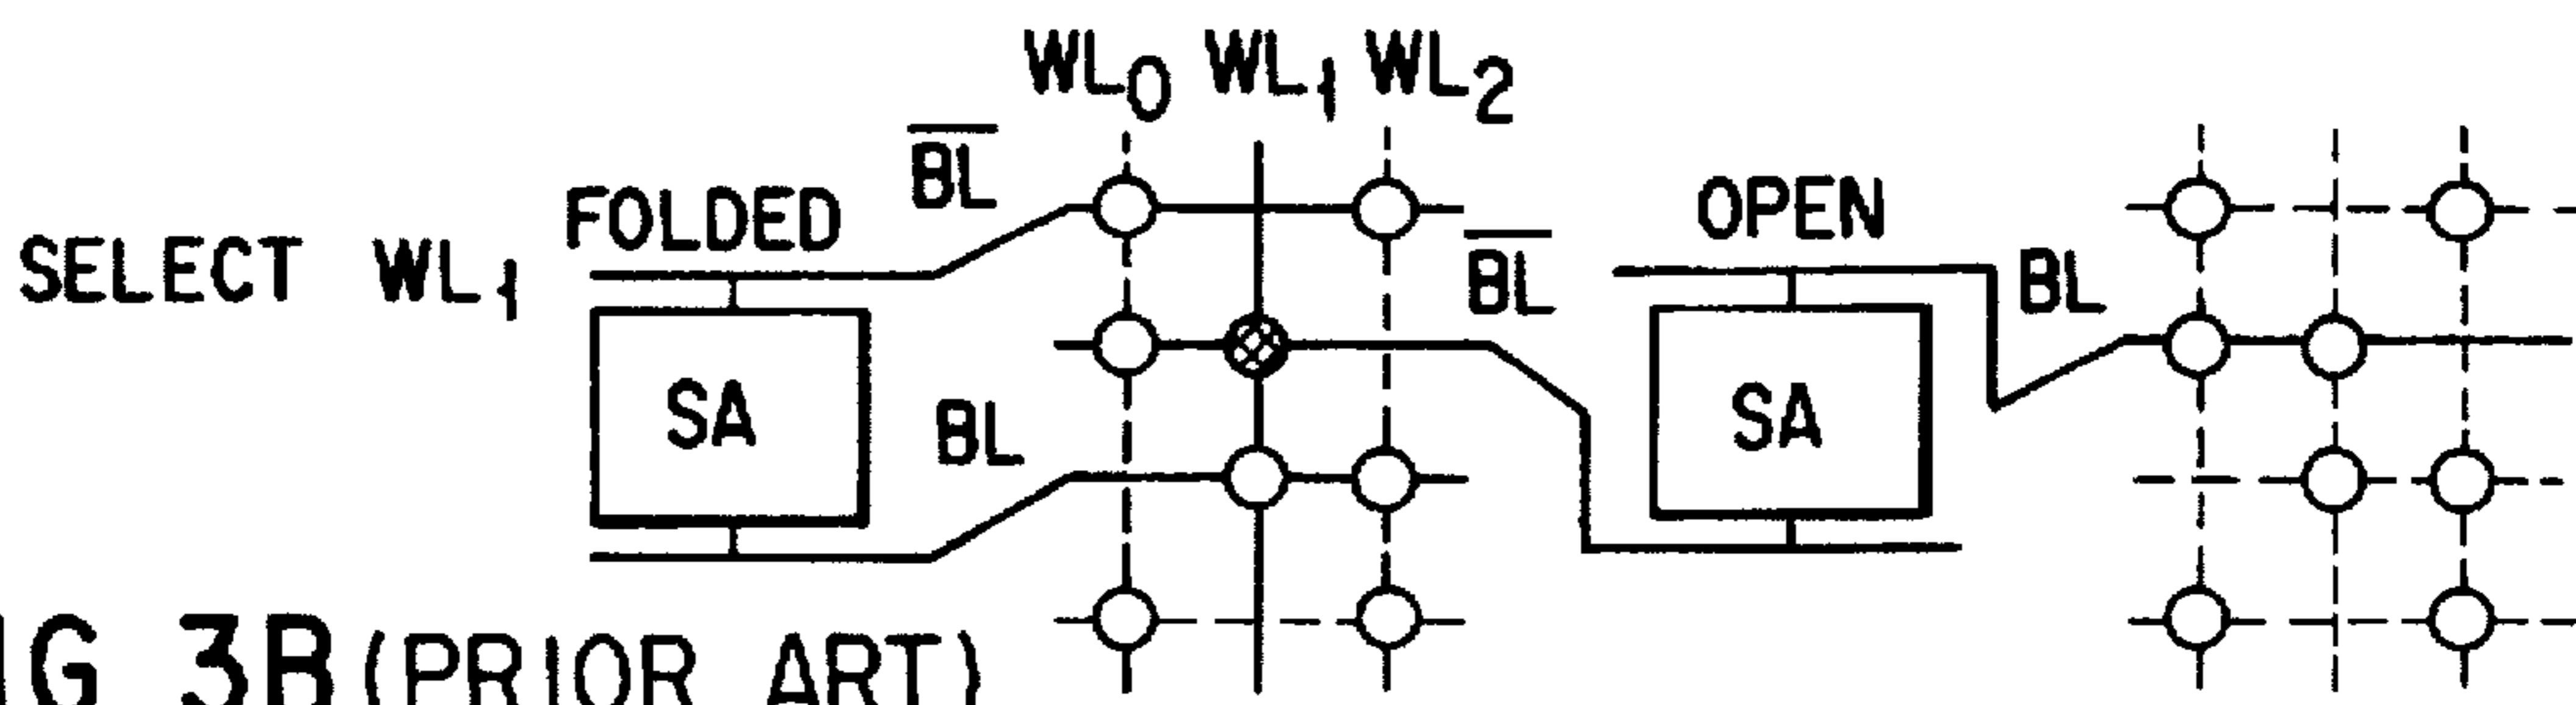 WL0 WL1 WL2
BL
FOLDED
OPEN
SELECT WL1
BL
BL
SA
SA
BL
IG 3B (PRIOR ART)